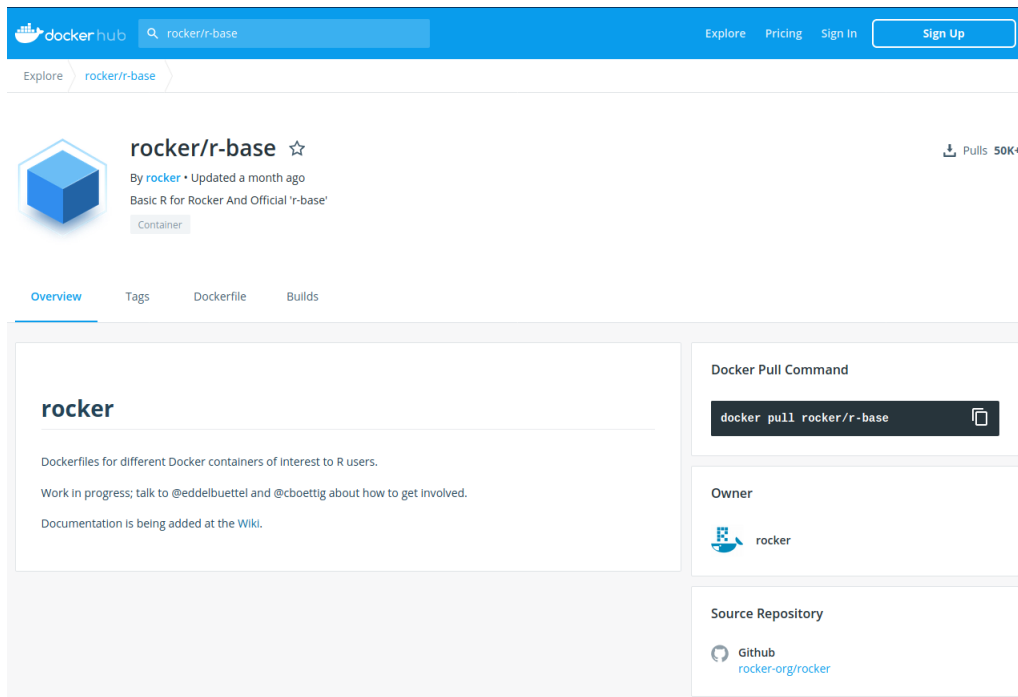 dockerhub rocker/r-base Explore Pricing Sign In Sign Up
Explore rocker/r-base
rocker/r-base
Pulls 50K+
By rocker • Updated a month ago
Basic R for Rocker And Official 'r-base'
Container
Overview Tags Dockerfile Builds
rocker
Dockerfiles for different Docker containers of interest to R users.
Work in progress; talk to @eddelbuettel and @cboettig about how to get involved.
Documentation is being added at the Wiki.
Docker Pull Command
docker pull rocker/r-base
Owner
rocker
Source Repository
Github
rocker-org/rocker